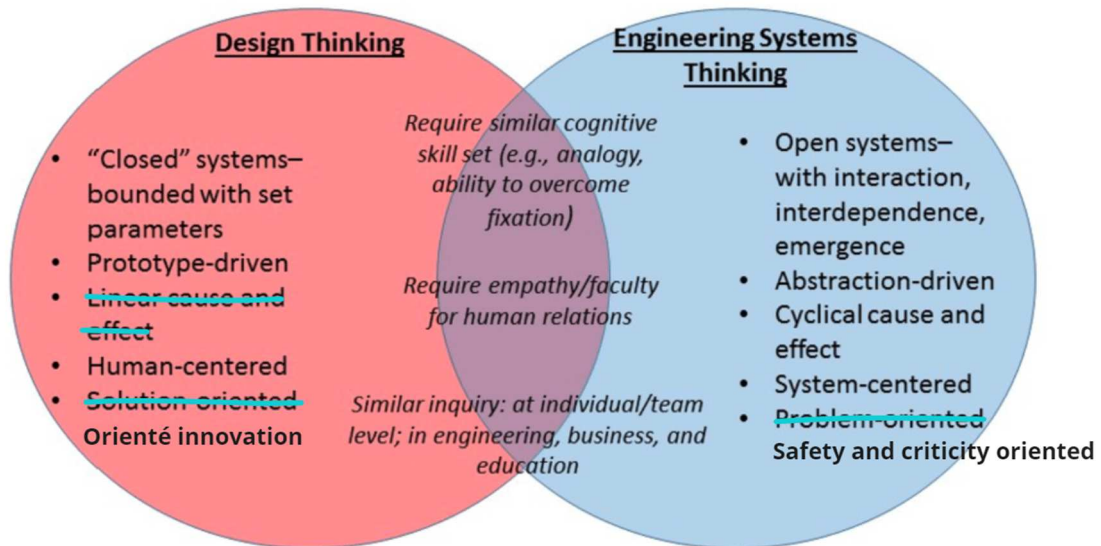 Design Thinking
• “Closed” systems–
bounded with set
parameters
• Prototype-driven
• Linear cause and
effect
• Human-centered
• Solution-oriented
Orienté innovation
Require similar cognitive
skill set (e.g., analogy,
ability to overcome
fixation)
Require empathy/faculty
for human relations
Similar inquiry: at individual/team
level; in engineering, business, and
education
Engineering Systems
Thinking
• Open systems–
with interaction,
interdependence,
emergence
• Abstraction-driven
• Cyclical cause and
effect
• System-centered
• Problem-oriented
Safety and criticity oriented